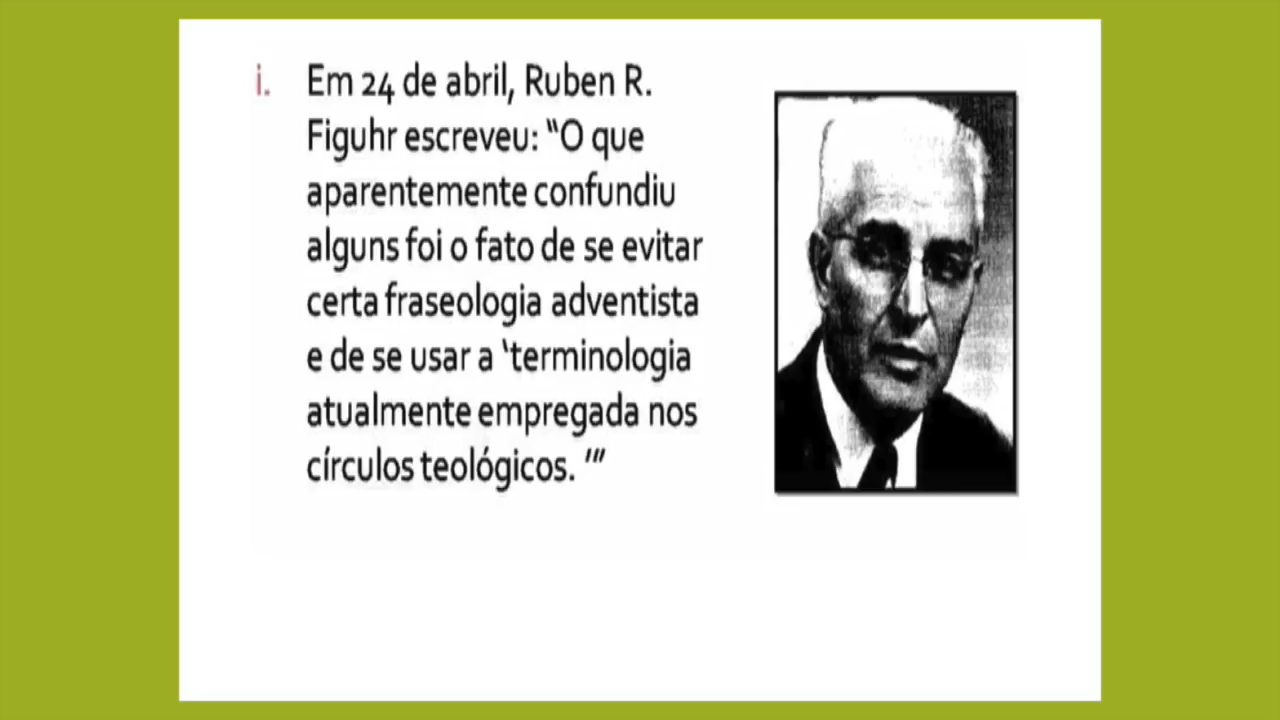 i. Em 24 de abril, Ruben R.
Figuhr escreveu: “O que
aparentemente confundiu
alguns foi o fato de se evitar
certa fraseologia adventista
e de se usar a ‘terminologia
atualmente empregada nos
círculos teológicos. ’”